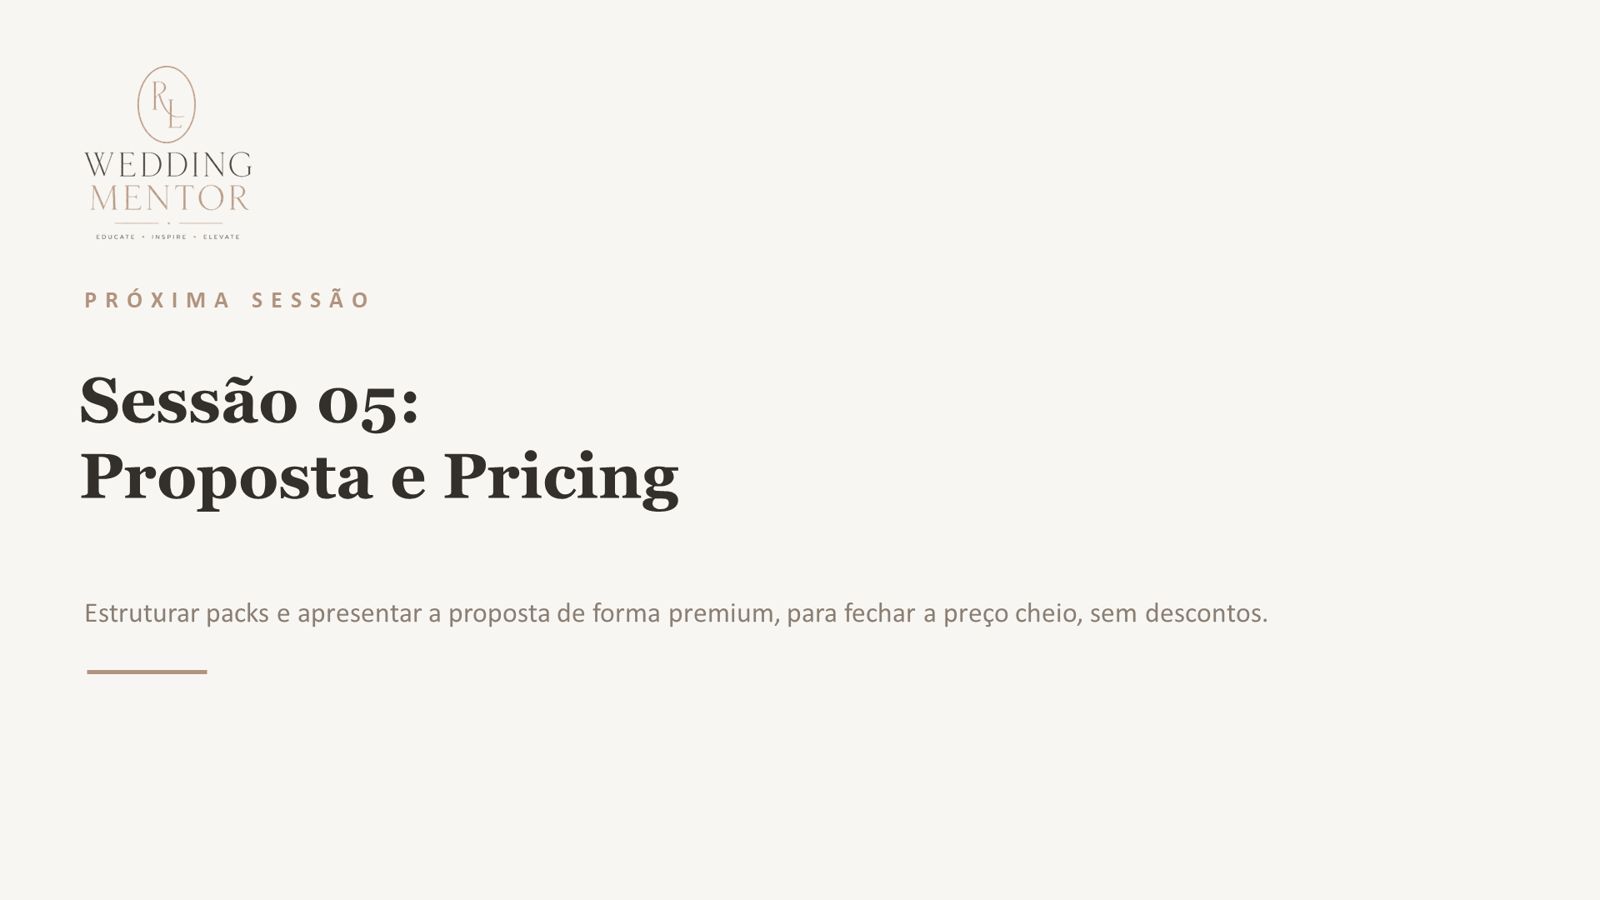 RL
WEDDING
MENTOR
EDUCATE • INSPIRE • ELEVATE
PRÓXIMA SESSÃO
Sessão 05:
Proposta e Pricing
Estruturar packs e apresentar a proposta de forma premium, para fechar a preço cheio, sem descontos.